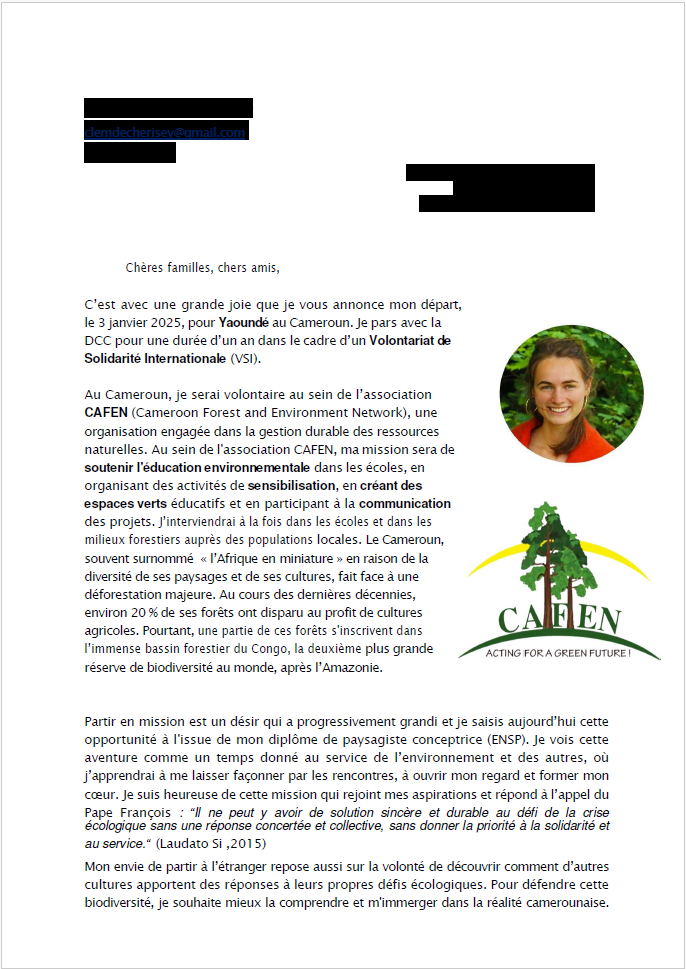 Chères familles, chers amis,
C’est avec une grande joie que je vous annonce mon départ,
le 3 janvier 2025, pour Yaoundé au Cameroun. Je pars avec la
DCC pour une durée d’un an dans le cadre d’un Volontariat de
Solidarité Internationale (VSI).
Au Cameroun, je serai volontaire au sein de l’association
CAFEN (Cameroon Forest and Environment Network), une
organisation engagée dans la gestion durable des ressources
naturelles. Au sein de l'association CAFEN, ma mission sera de
soutenir l'éducation environnementale dans les écoles, en
organisant des activités de sensibilisation, en créant des
espaces verts éducatifs et en participant à la communication
des projets. J'interviendrai à la fois dans les écoles et dans les
milieux forestiers auprès des populations locales. Le Cameroun,
souvent surnommé « l’Afrique en miniature » en raison de la
diversité de ses paysages et de ses cultures, fait face à une
déforestation majeure. Au cours des dernières décennies,
environ 20 % de ses forêts ont disparu au profit de cultures
agricoles. Pourtant, une partie de ces forêts s'inscrivent dans
l’immense bassin forestier du Congo, la deuxième plus grande
réserve de biodiversité au monde, après l’Amazonie.
CAFEN
ACTING FOR A GREEN FUTURE !
Partir en mission est un désir qui a progressivement grandi et je saisis aujourd’hui cette
opportunité à l'issue de mon diplôme de paysagiste conceptrice (ENSP). Je vois cette
aventure comme un temps donné au service de l’environnement et des autres, où
j’apprendrai à me laisser façonner par les rencontres, à ouvrir mon regard et former mon
cœur. Je suis heureuse de cette mission qui rejoint mes aspirations et répond à l’appel du
Pape François : “Il ne peut y avoir de solution sincère et durable au défi de la crise
écologique sans une réponse concertée et collective, sans donner la priorité à la solidarité et
au service.“ (Laudato Si ,2015)
Mon envie de partir à l’étranger repose aussi sur la volonté de découvrir comment d’autres
cultures apportent des réponses à leurs propres défis écologiques. Pour défendre cette
biodiversité, je souhaite mieux la comprendre et m'immerger dans la réalité camerounaise.